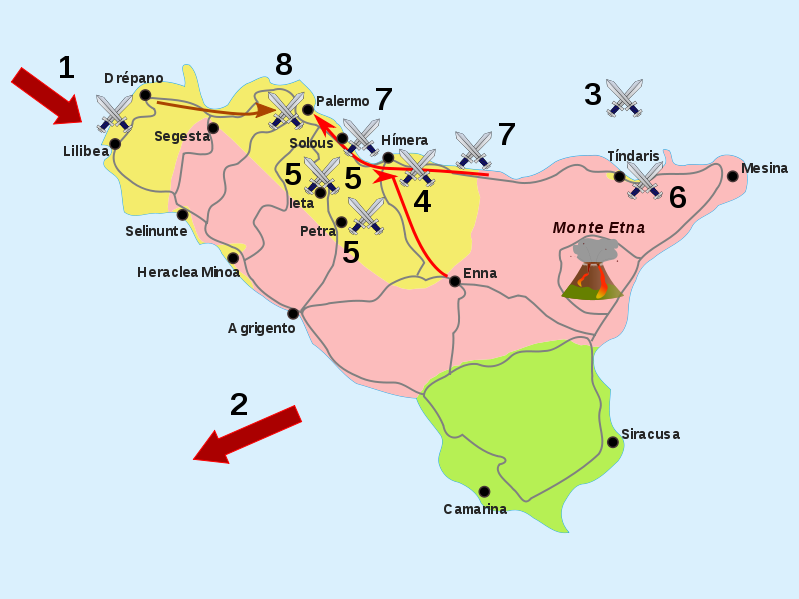 1
Drépano
8
Palermo
7
3
Segesta
Solous
Hímera
7
Lilibea
Tíndaris
Mesina
5
5
4
6
Ieta
Selinunte
Petra
Monte Etna
5
Heraclea Minoa
Enna
Agrigento
2
Siracusa
Camarina